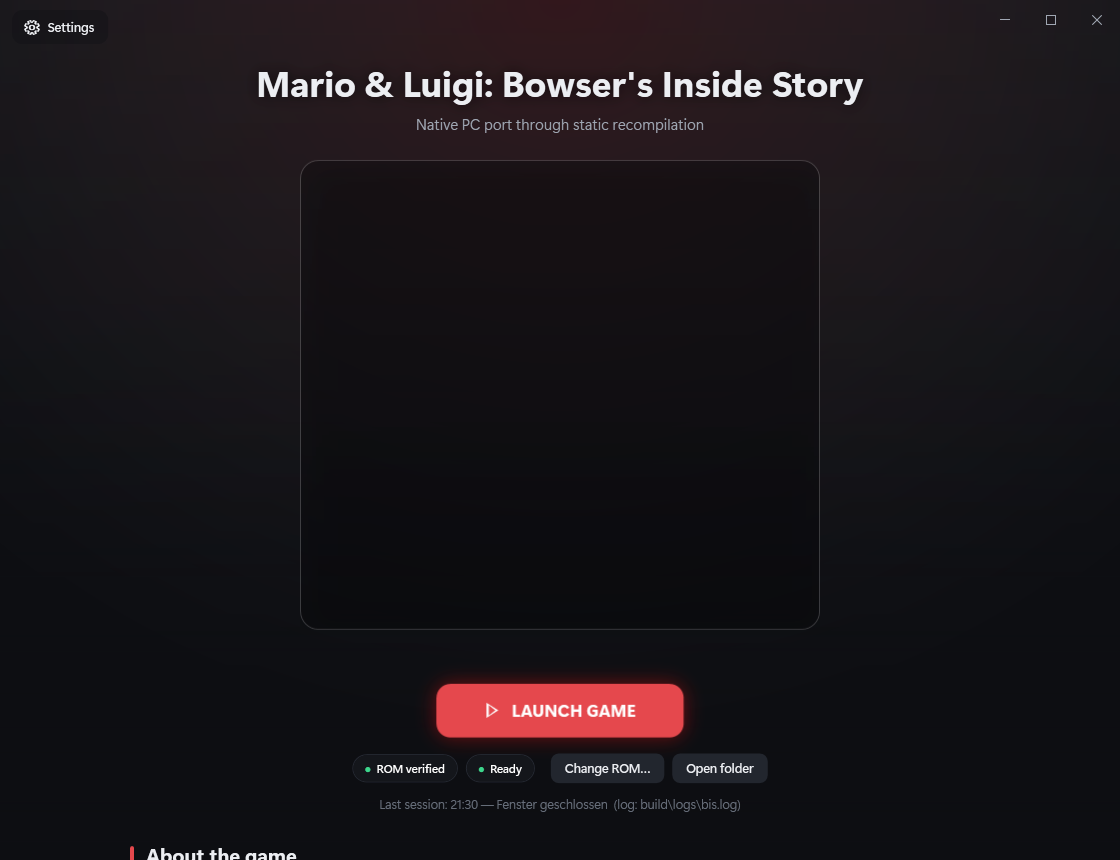 Settings
Mario & Luigi: Bowser's Inside Story
Native PC port through static recompilation
LAUNCH GAME
ROM verified
Ready
Change ROM...
Open folder
Last session: 21:30 — Fenster geschlossen (log: build\logs\bis.log)
About the game